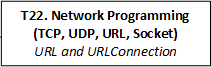 T22. Network Programming
(TCP, UDP, URL, Socket)
URL and URLConnection